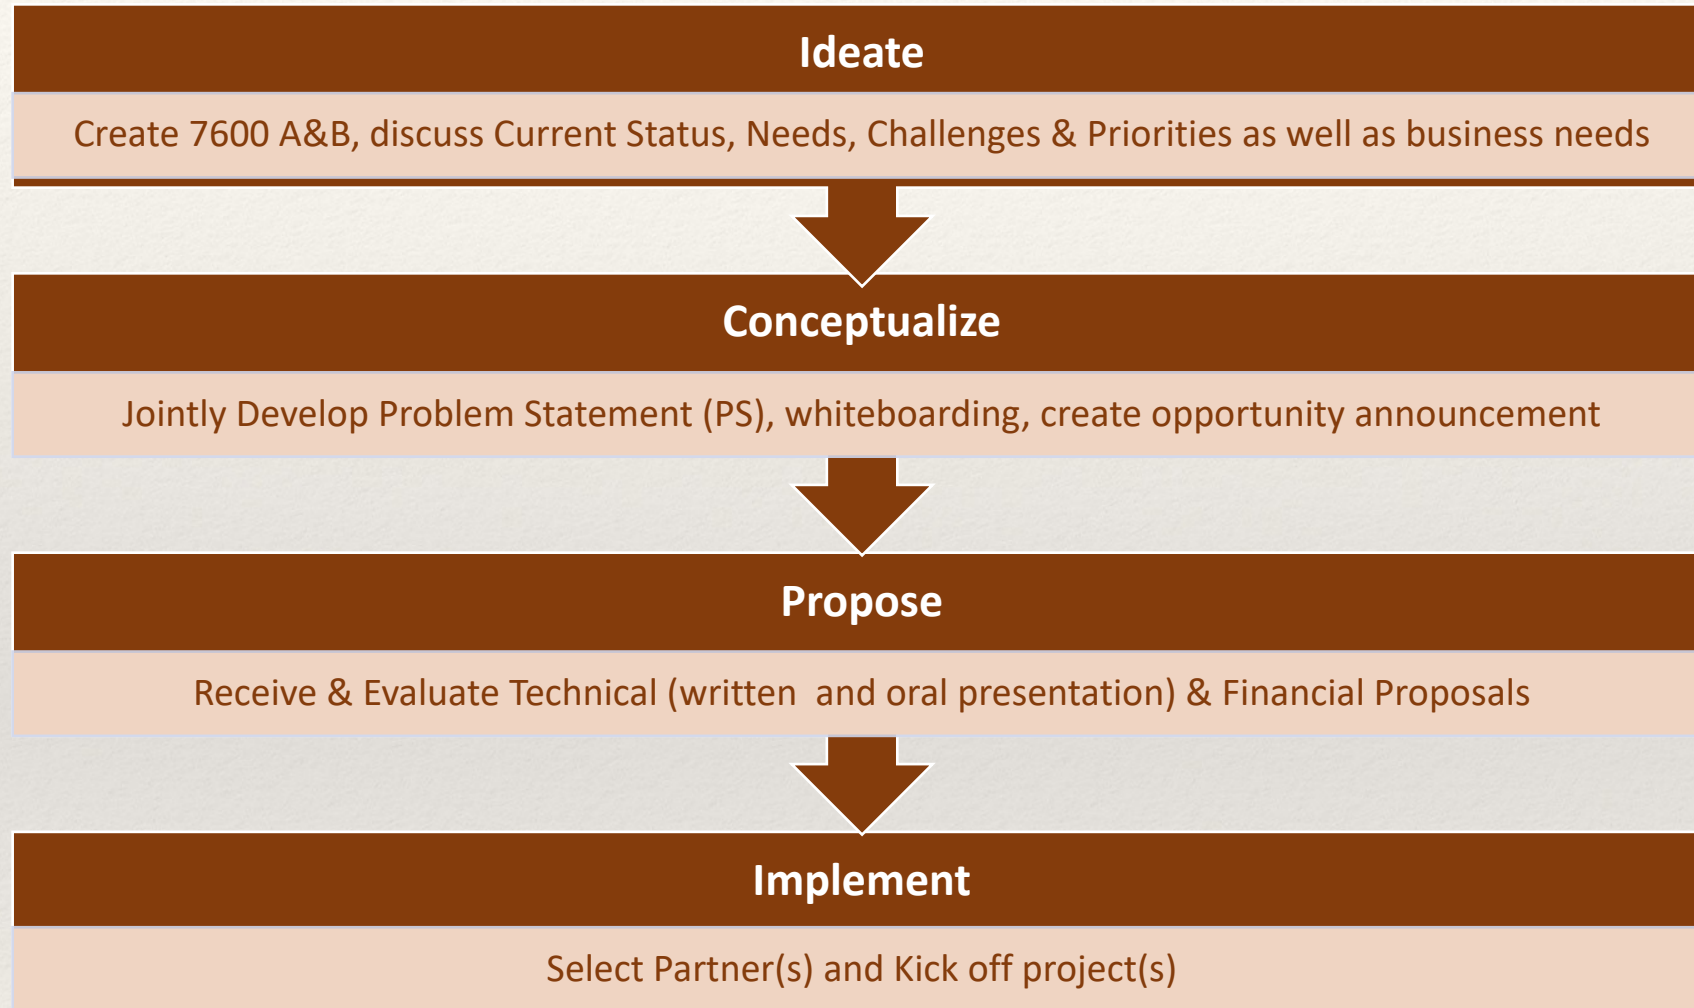 Ideate
Create 7600 A&B, discuss Current Status, Needs, Challenges & Priorities as well as business needs
Conceptualize
Jointly Develop Problem Statement (PS), whiteboarding, create opportunity announcement
Propose
Receive & Evaluate Technical (written  and oral presentation) & Financial Proposals
Implement
Select Partner(s) and Kick off project(s)